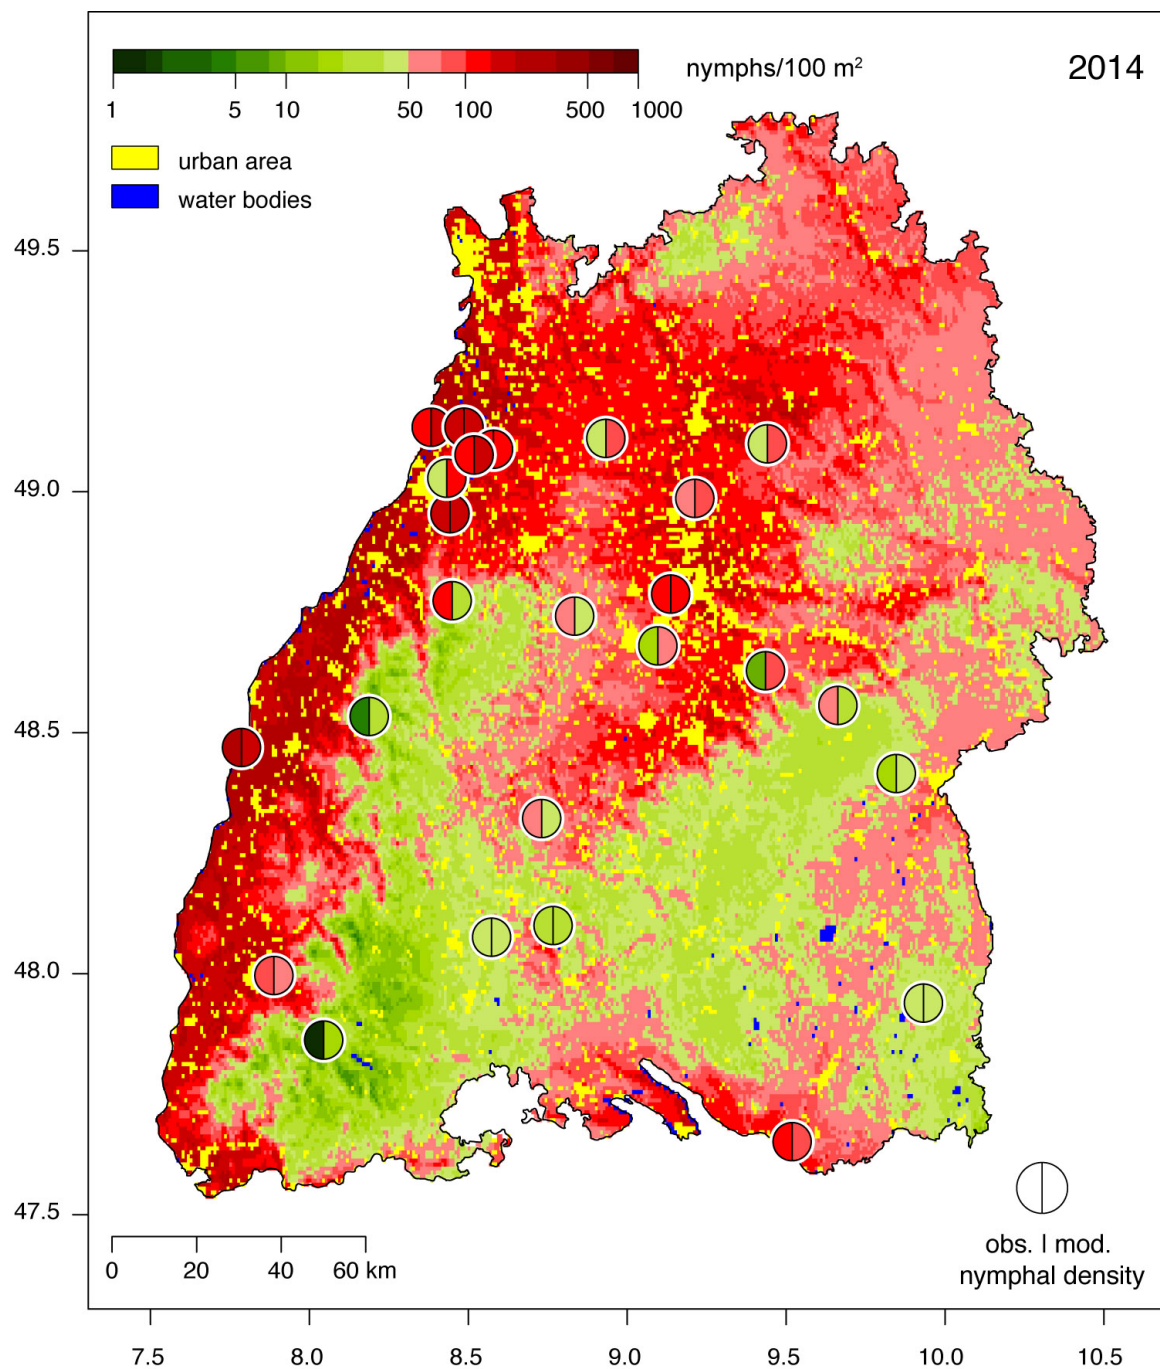 nymphs/100 m²
2014
1 5 10 50 100 500 1000
urban area
water bodies
49.5
49.0
48.5
48.0
47.5
obs. | mod.
nymphal density
0 20 40 60 km
7.5 8.0 8.5 9.0 9.5 10.0 10.5